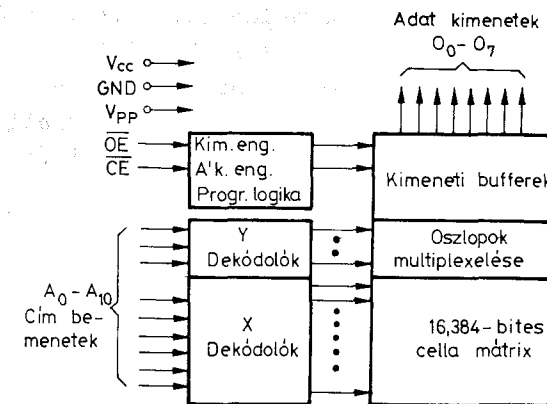 Adat kimenetek
O₀- O₇
Vcc
GND
VPP
OE
CE
Kim. eng.
A'k. eng.
Progr. logika
Kimeneti bufferek
Y
Dekódolók
Oszlopok
multiplexelése
A₀ - A₁₀
Cím be-
menetek
X
Dekódolók
16,384- bites
cella mátrix